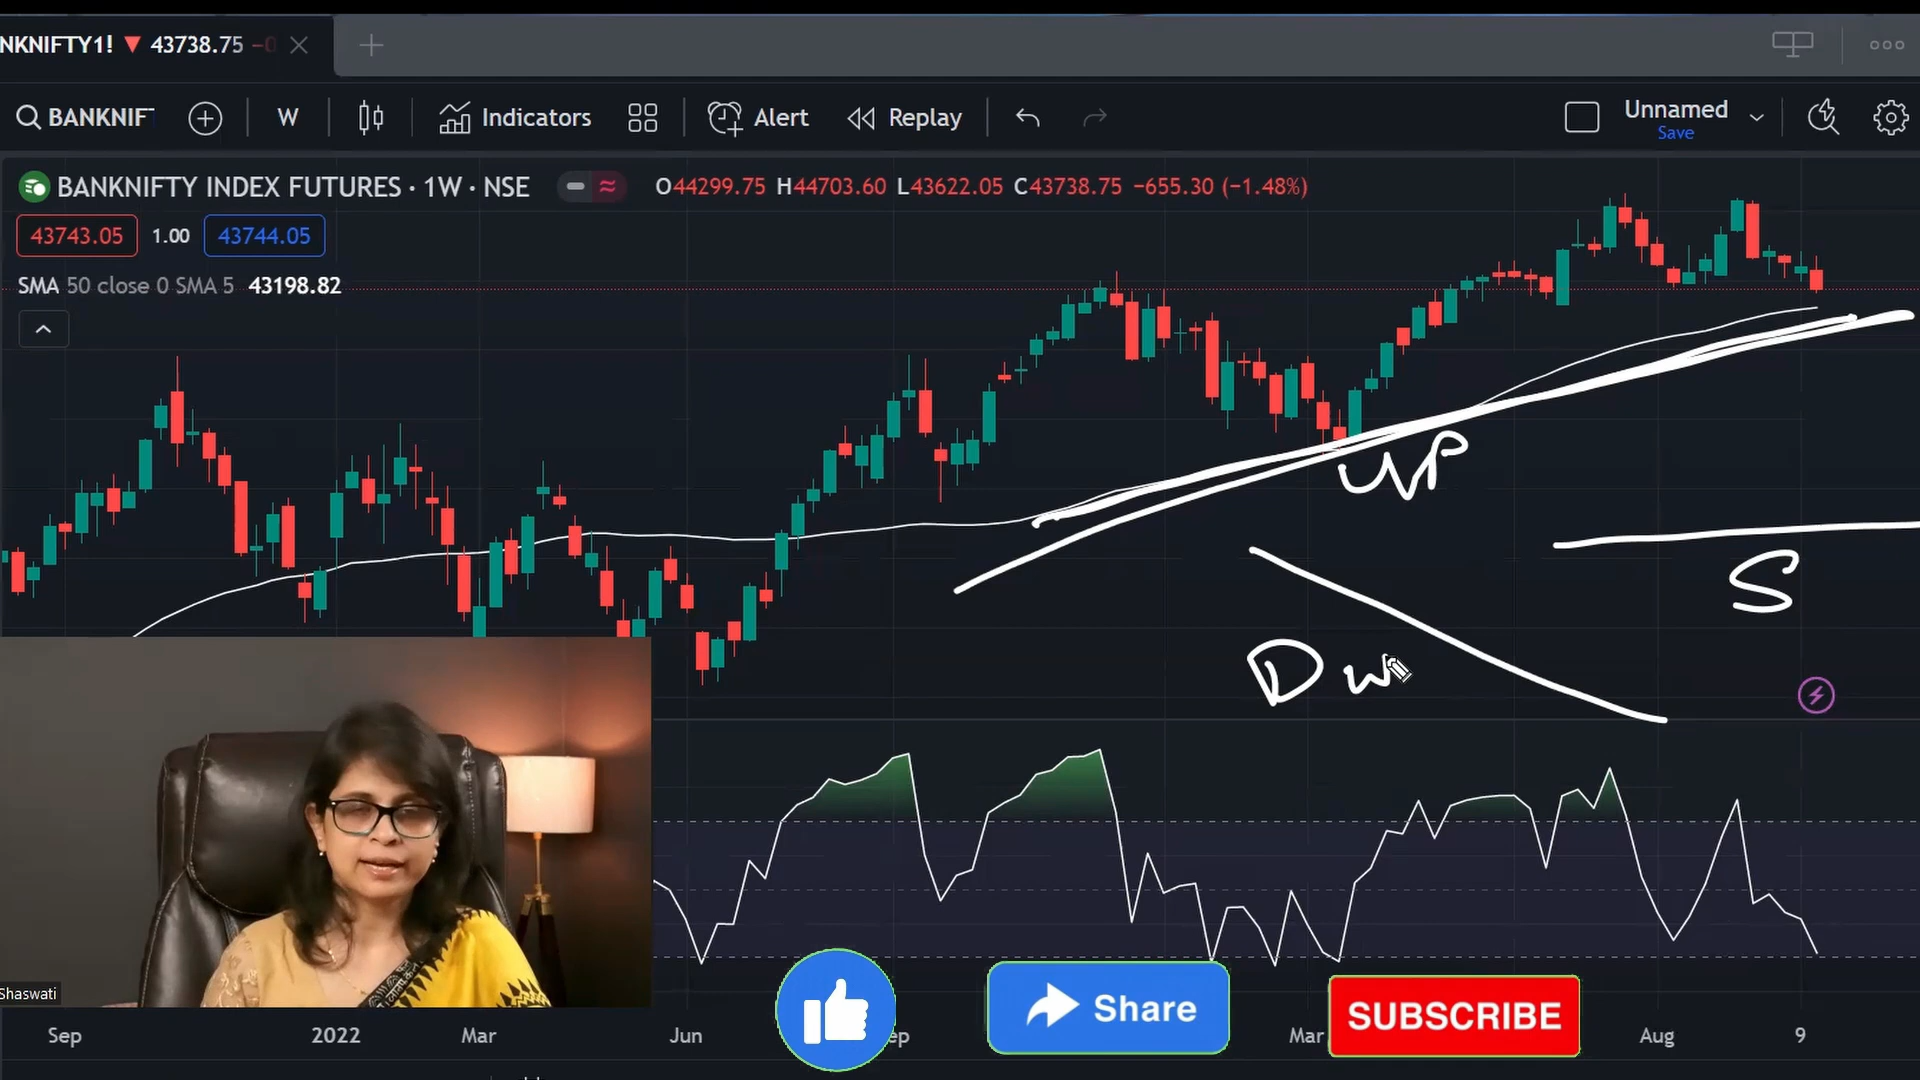 NKNIFTY1! ▼ 43738.75
BANKNIFT W Indicators Alert Replay Unnamed
Save
BANKNIFTY INDEX FUTURES · 1W · NSE O44299.75 H44703.60 L43622.05 C43738.75 −655.30 (−1.48%)
43743.05 1.00 43744.05
SMA 50 close 0 SMA 5 43198.82
UP
S
D w
Shaswati
Share
SUBSCRIBE
Sep 2022 Mar Jun ep Mar Aug 9